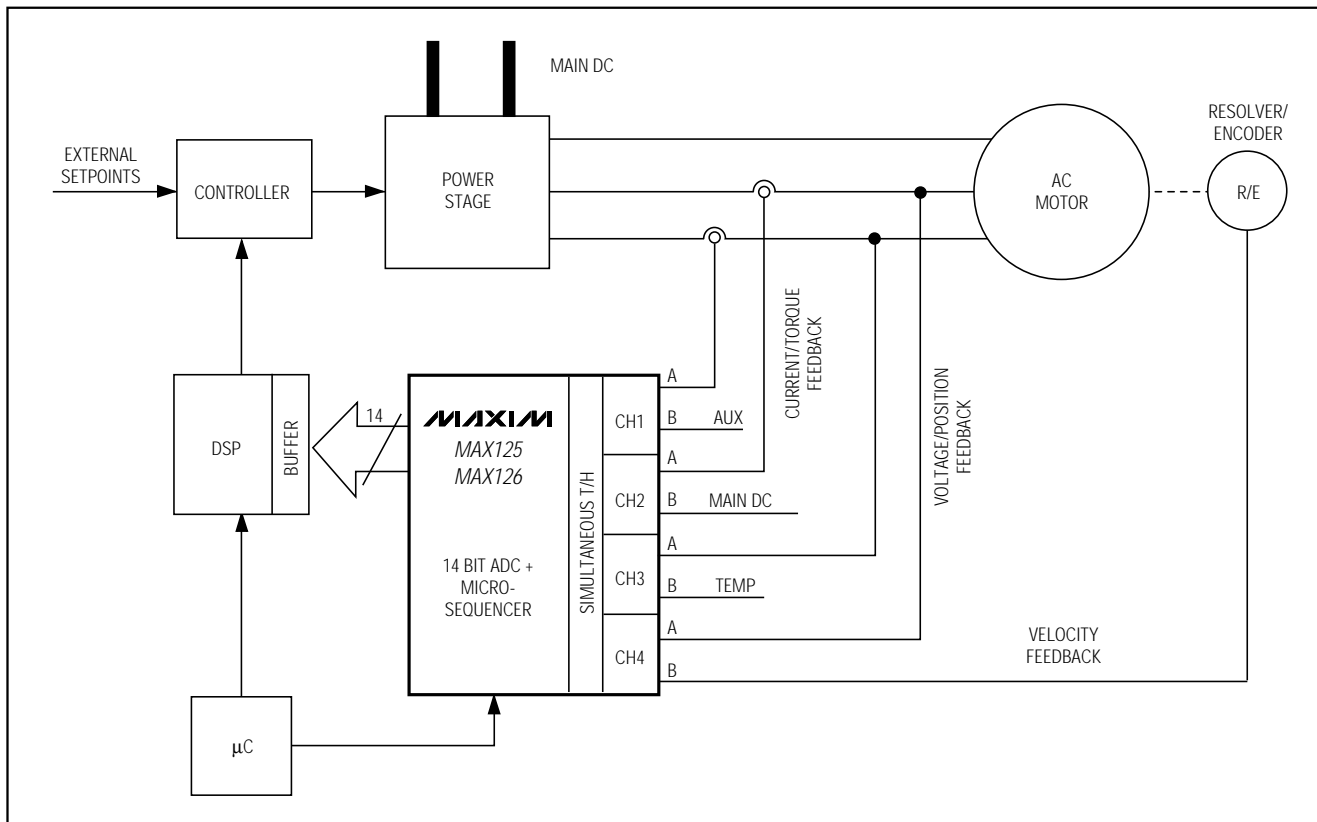 MAIN DC
RESOLVER/
ENCODER
EXTERNAL
SETPOINTS
CONTROLLER
POWER
STAGE
AC
MOTOR
R/E
CURRENT/TORQUE
FEEDBACK
VOLTAGE/POSITION
FEEDBACK
DSP
BUFFER
14
MAXIM
MAX125
MAX126
14 BIT ADC +
MICRO-
SEQUENCER
SIMULTANEOUS T/H
CH1
A
B
AUX
CH2
A
B
MAIN DC
CH3
A
B
TEMP
CH4
A
B
VELOCITY
FEEDBACK
μC